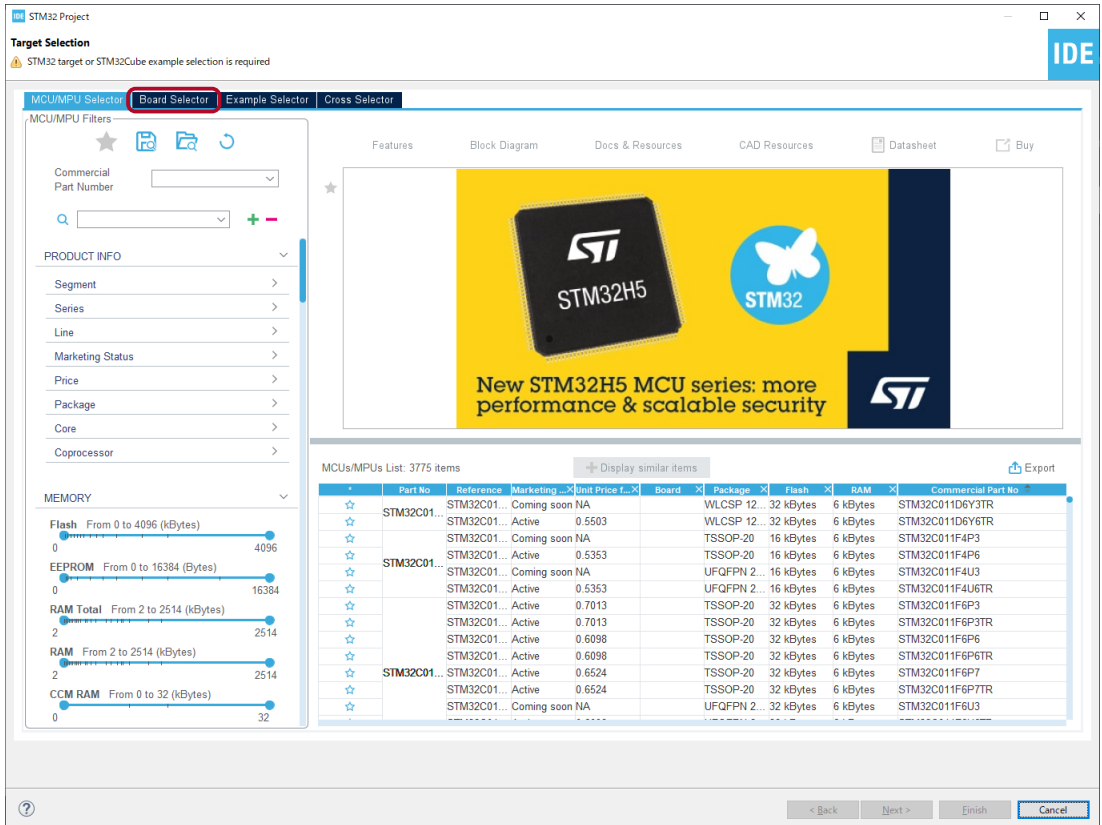 IDE STM32 Project
Target Selection
STM32 target or STM32Cube example selection is required
IDE
MCU/MPU Selector Board Selector Example Selector Cross Selector
MCU/MPU Filters
Features Block Diagram Docs & Resources CAD Resources Datasheet Buy
Commercial
Part Number
PRODUCT INFO
Segment
Series
Line
Marketing Status
Price
Package
Core
Coprocessor
MEMORY
Flash From 0 to 4096 (kBytes)
0 4096
EEPROM From 0 to 16384 (Bytes)
0 16384
RAM Total From 2 to 2514 (kBytes)
2 2514
RAM From 2 to 2514 (kBytes)
2 2514
CCM RAM From 0 to 32 (kBytes)
0 32
ST
STM32H5
STM32
New STM32H5 MCU series: more
performance & scalable security
ST
MCUs/MPUs List: 3775 items Display similar items Export
* Part No Reference Marketing ... Unit Price f... Board Package Flash RAM Commercial Part No
STM32C01... STM32C01... Coming soon NA WLCSP 12... 32 kBytes 6 kBytes STM32C011D6Y3TR
STM32C01... Active 0.5503 WLCSP 12... 32 kBytes 6 kBytes STM32C011D6Y6TR
STM32C01... STM32C01... Coming soon NA TSSOP-20 16 kBytes 6 kBytes STM32C011F4P3
STM32C01... Active 0.5353 TSSOP-20 16 kBytes 6 kBytes STM32C011F4P6
STM32C01... Coming soon NA UFQFPN 2... 16 kBytes 6 kBytes STM32C011F4U3
STM32C01... Active 0.5353 UFQFPN 2... 16 kBytes 6 kBytes STM32C011F4U6TR
STM32C01... STM32C01... Active 0.7013 TSSOP-20 32 kBytes 6 kBytes STM32C011F6P3
STM32C01... Active 0.7013 TSSOP-20 32 kBytes 6 kBytes STM32C011F6P3TR
STM32C01... Active 0.6098 TSSOP-20 32 kBytes 6 kBytes STM32C011F6P6
STM32C01... Active 0.6098 TSSOP-20 32 kBytes 6 kBytes STM32C011F6P6TR
STM32C01... Active 0.6524 TSSOP-20 32 kBytes 6 kBytes STM32C011F6P7
STM32C01... Active 0.6524 TSSOP-20 32 kBytes 6 kBytes STM32C011F6P7TR
STM32C01... Coming soon NA UFQFPN 2... 32 kBytes 6 kBytes STM32C011F6U3
< Back Next > Finish Cancel